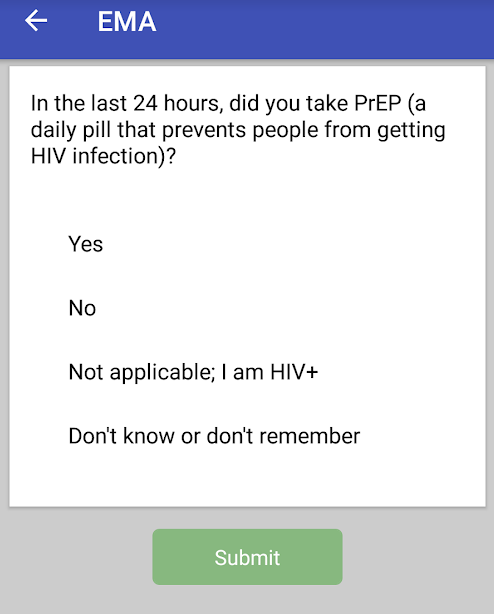 EMA
In the last 24 hours, did you take PrEP (a
daily pill that prevents people from getting
HIV infection)?
Yes
No
Not applicable; I am HIV+
Don't know or don't remember
Submit